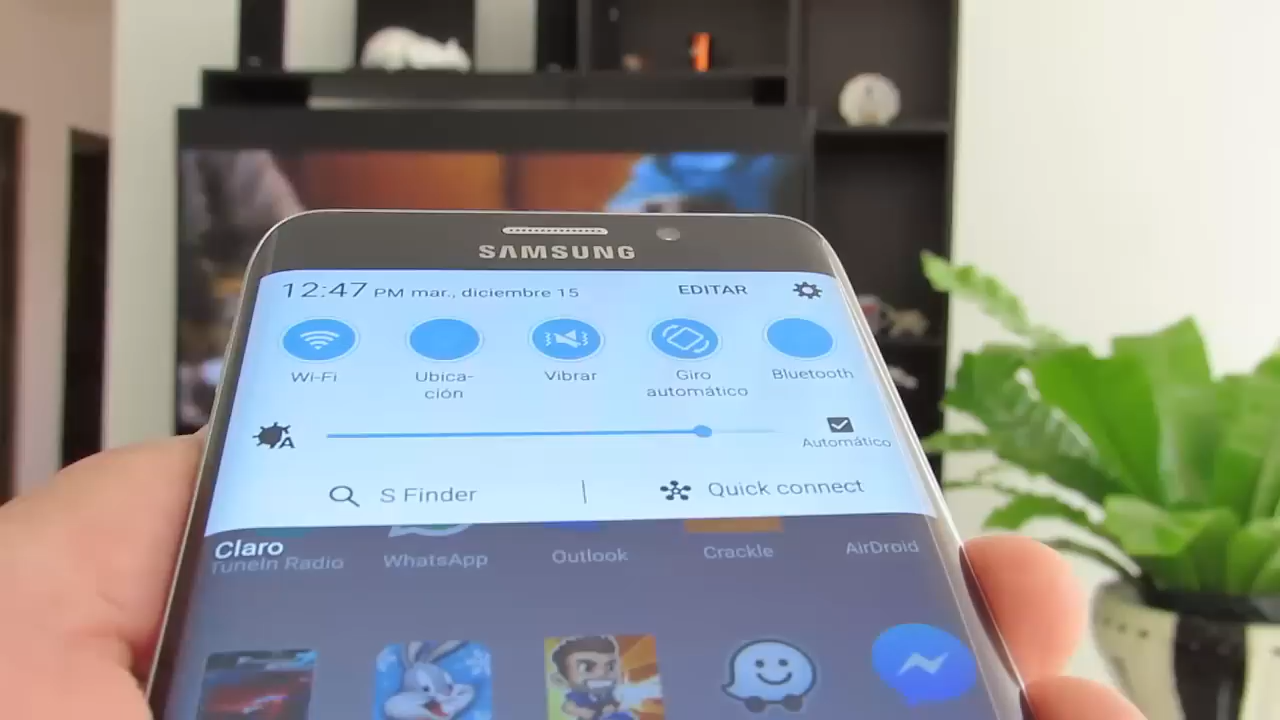 SAMSUNG
12:47 PM mar., diciembre 15
EDITAR
Wi-Fi
Ubica-
ción
Vibrar
Giro
automático
Bluetooth
A
Automático
S Finder
Quick connect
Claro
TuneIn Radio
WhatsApp
Outlook
Crackle
AirDroid